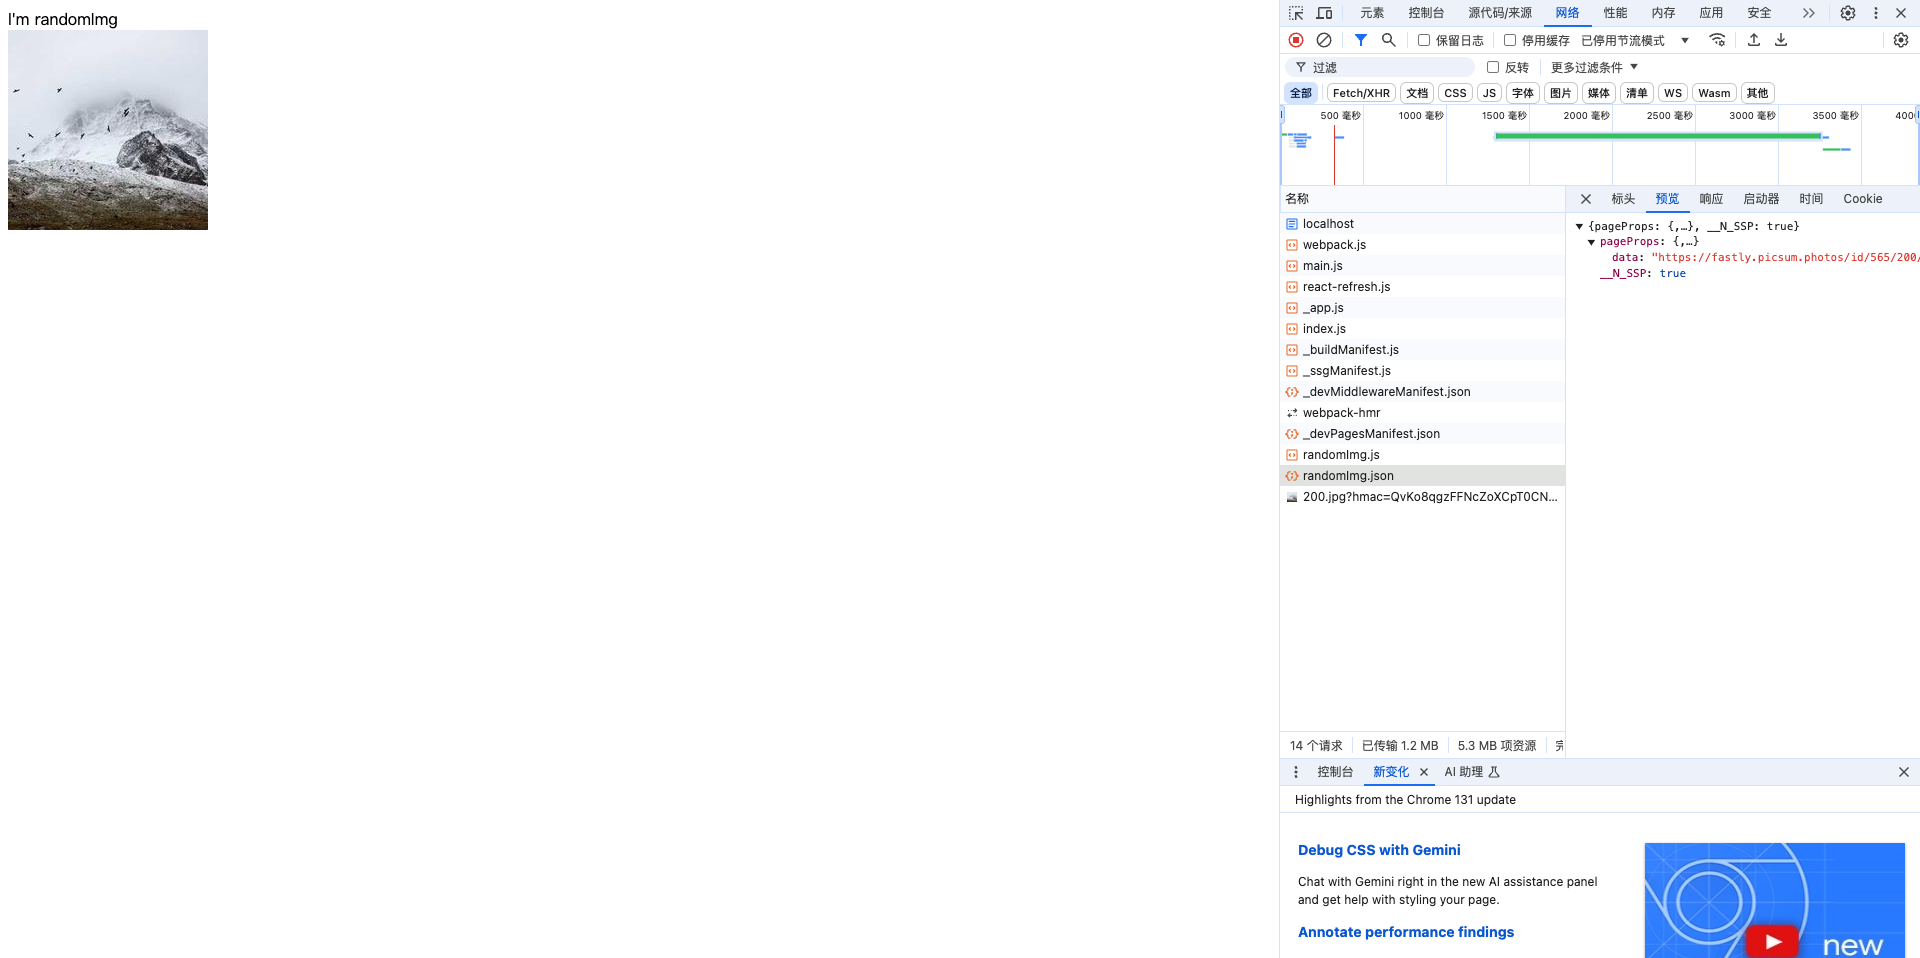 I'm randomImg
元素 控制台 源代码/来源 网络 性能 内存 应用 安全
保留日志 停用缓存 已停用节流模式
过滤 反转 更多过滤条件
全部 Fetch/XHR 文档 CSS JS 字体 图片 媒体 清单 WS Wasm 其他
500 毫秒 1000 毫秒 1500 毫秒 2000 毫秒 2500 毫秒 3000 毫秒 3500 毫秒 400
名称
标头 预览 响应 启动器 时间 Cookie
localhost
webpack.js
main.js
react-refresh.js
_app.js
index.js
_buildManifest.js
_ssgManifest.js
_devMiddlewareManifest.json
webpack-hmr
_devPagesManifest.json
randomImg.js
randomImg.json
200.jpg?hmac=QvKo8qgzFFNcZoXCpT0CN...
{pageProps: {,…}, __N_SSP: true}
pageProps: {,…}
data: "https://fastly.picsum.photos/id/565/200/
__N_SSP: true
14 个请求 已传输 1.2 MB 5.3 MB 项资源
控制台 新变化 AI 助理
Highlights from the Chrome 131 update
Debug CSS with Gemini
Chat with Gemini right in the new AI assistance panel
and get help with styling your page.
Annotate performance findings
new